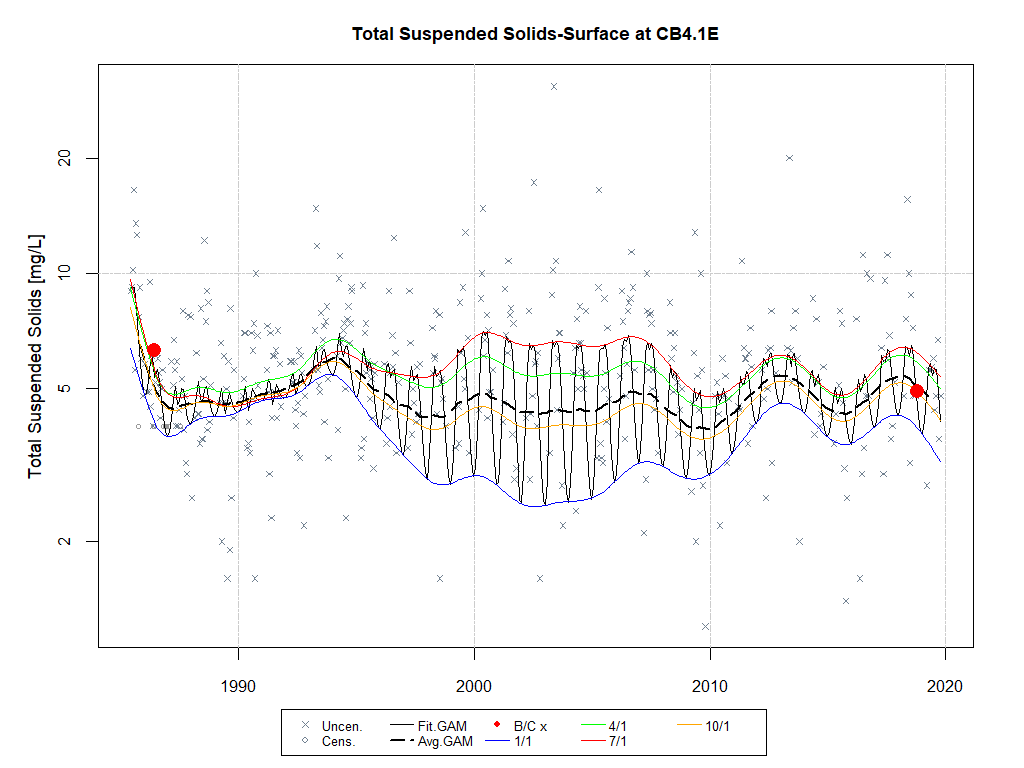 Total Suspended Solids-Surface at CB4.1E
Total Suspended Solids [mg/L]
20
10
5
2
1990
2000
2010
2020
Uncen. Fit.GAM B/C x 4/1 10/1
Cens. Avg.GAM 1/1 7/1